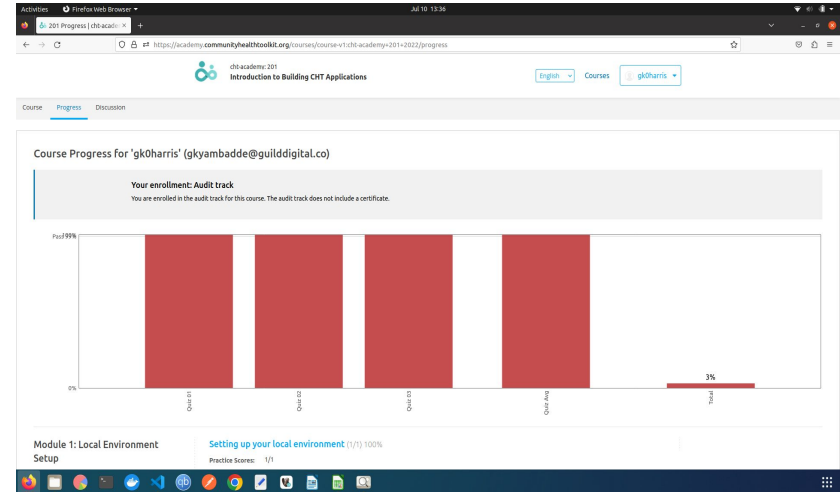 Activities
Firefox Web Browser
Jul 10 13:36
201 Progress | cht-acade
https://academy.communityhealthtoolkit.org/courses/course-v1:cht-academy+201+2022/progress
cht-academy: 201
Introduction to Building CHT Applications
English
Courses
gk0harris
Course
Progress
Discussion
Course Progress for 'gk0harris' (gkyambadde@guilddigital.co)
Your enrollment: Audit track
You are enrolled in the audit track for this course. The audit track does not include a certificate.
100%
0%
3%
Quiz 01
Quiz 02
Quiz 03
Quiz Avg
Total
Module 1: Local Environment
Setup
Setting up your local environment (1/1) 100%
Practice Scores: 1/1